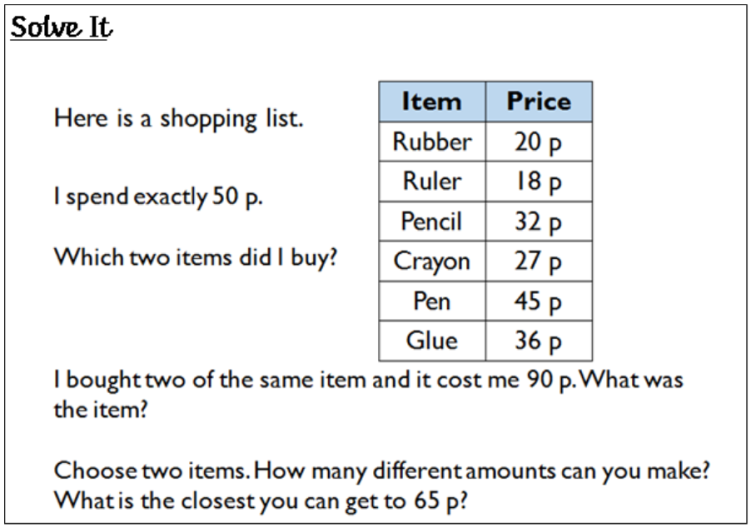 Solve It
Here is a shopping list.
I spend exactly 50 p.
Which two items did I buy?
Item Price
Rubber 20 p
Ruler 18 p
Pencil 32 p
Crayon 27 p
Pen 45 p
Glue 36 p
I bought two of the same item and it cost me 90 p. What was
the item?
Choose two items. How many different amounts can you make?
What is the closest you can get to 65 p?